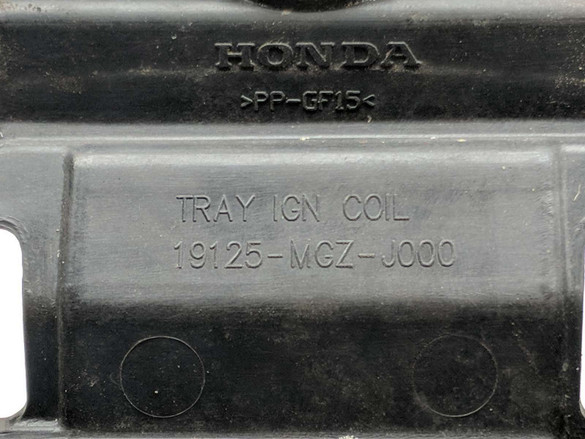 HONDA
>PP-GF15<
TRAY IGN COIL
19125-MGZ-J000